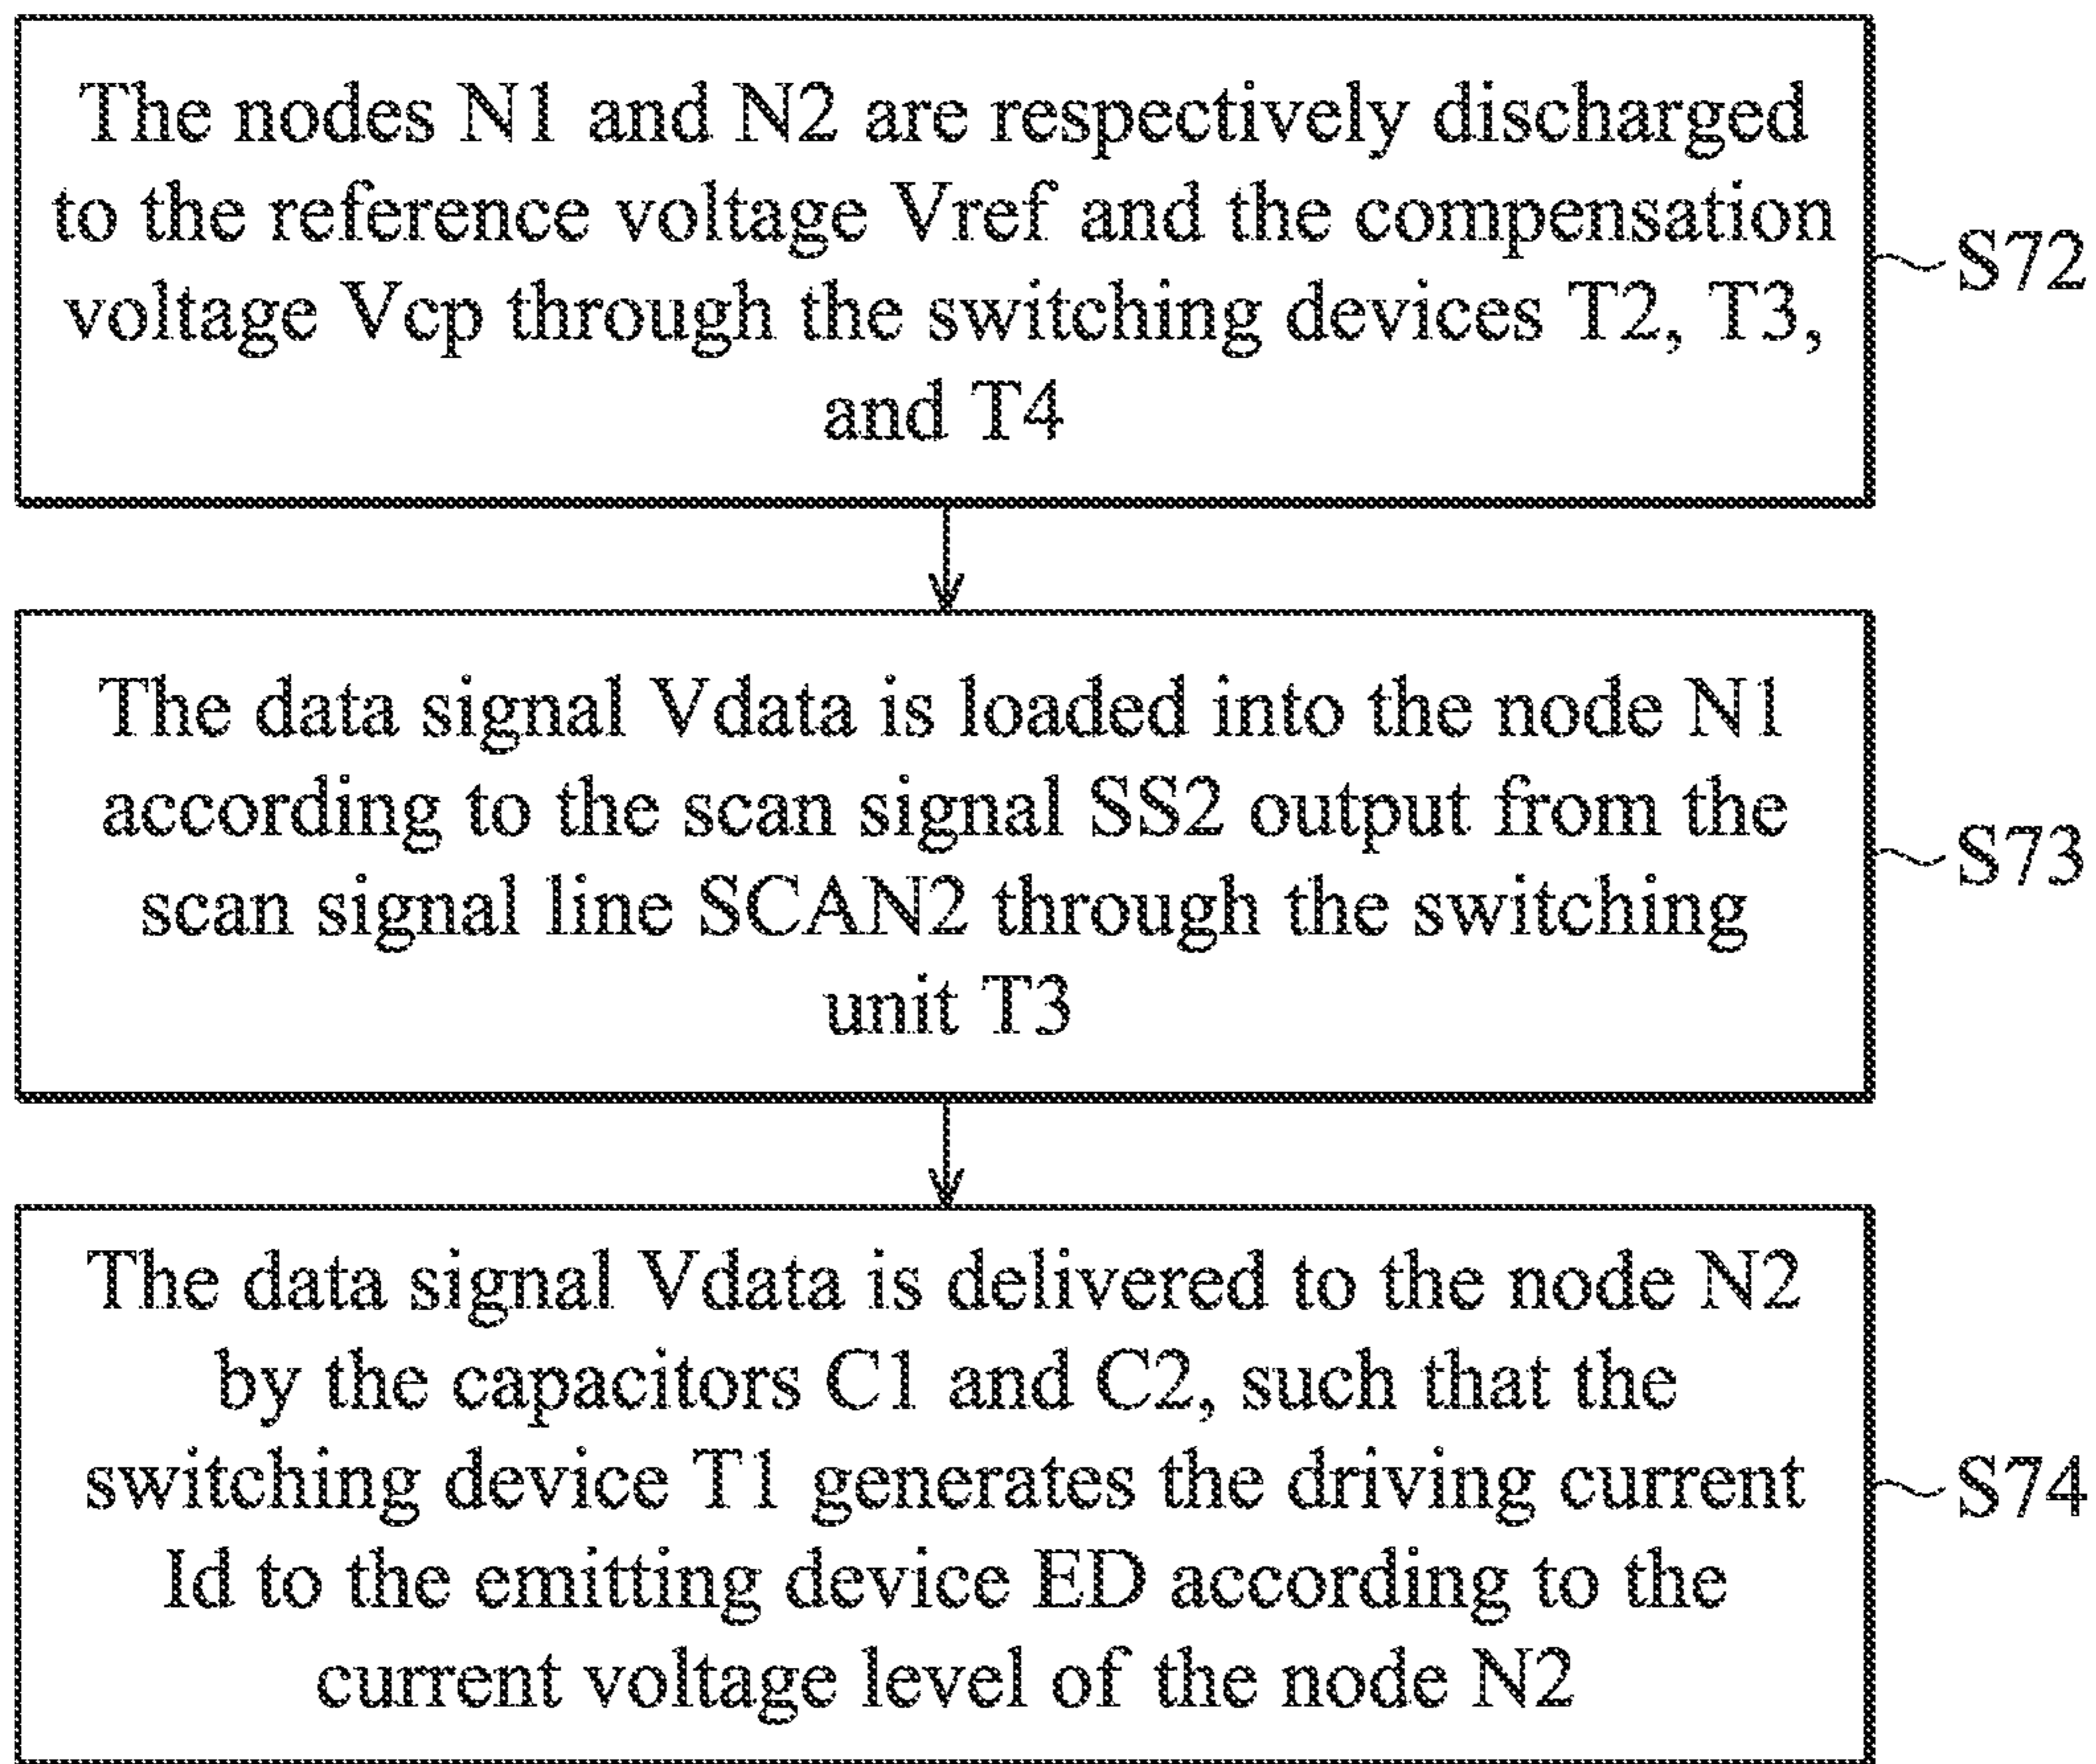 The nodes N1 and N2 are respectively discharged
to the reference voltage Vref and the compensation
voltage Vcp through the switching devices T2, T3,
and T4
S72
The data signal Vdata is loaded into the node N1
according to the scan signal SS2 output from the
scan signal line SCAN2 through the switching
unit T3
S73
The data signal Vdata is delivered to the node N2
by the capacitors C1 and C2, such that the
switching device T1 generates the driving current
Id to the emitting device ED according to the
current voltage level of the node N2
S74